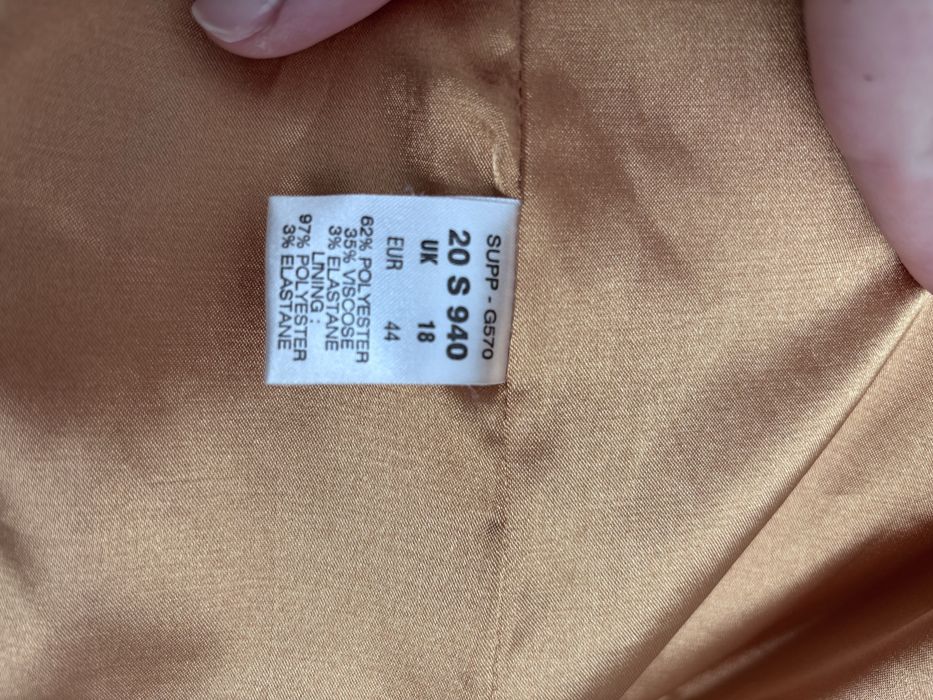 SUPP - G570
20 S 940
UK 18
EUR 44
62% POLYESTER
35% VISCOSE
3% ELASTANE
LINING :
97% POLYESTER
3% ELASTANE